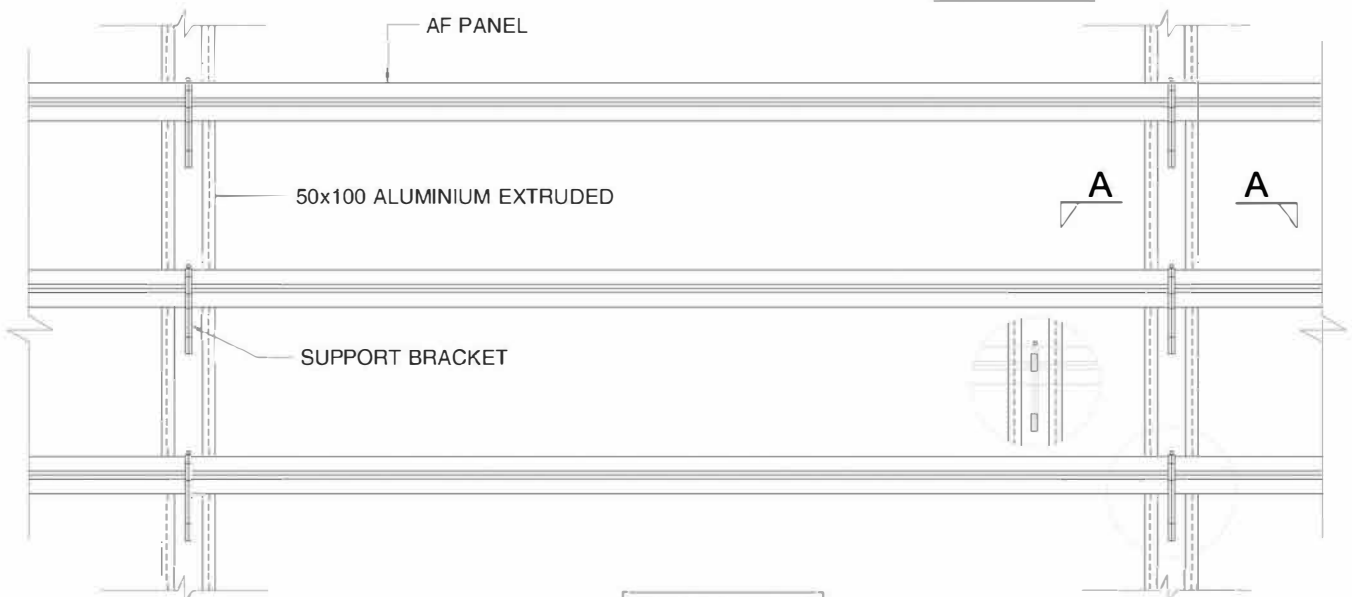 AF PANEL
50x100 ALUMINIUM EXTRUDED
A A
SUPPORT BRACKET